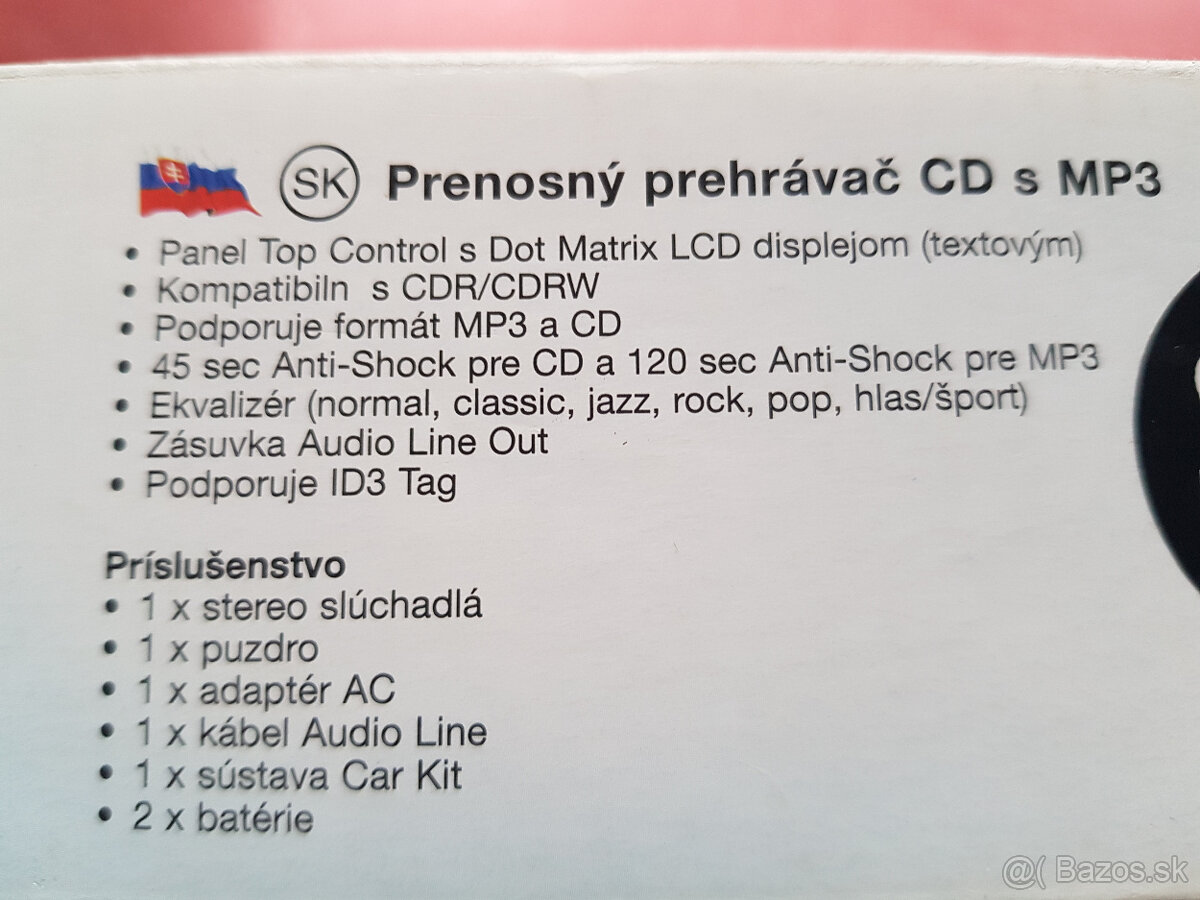 SK Prenosný prehrávač CD s MP3
• Panel Top Control s Dot Matrix LCD displejom (textovým)
• Kompatibiln  s CDR/CDRW
• Podporuje formát MP3 a CD
• 45 sec Anti-Shock pre CD a 120 sec Anti-Shock pre MP3
• Ekvalizér (normal, classic, jazz, rock, pop, hlas/šport)
• Zásuvka Audio Line Out
• Podporuje ID3 Tag
Príslušenstvo
• 1 x stereo slúchadlá
• 1 x puzdro
• 1 x adaptér AC
• 1 x kábel Audio Line
• 1 x sústava Car Kit
• 2 x batérie
@( Bazos.sk